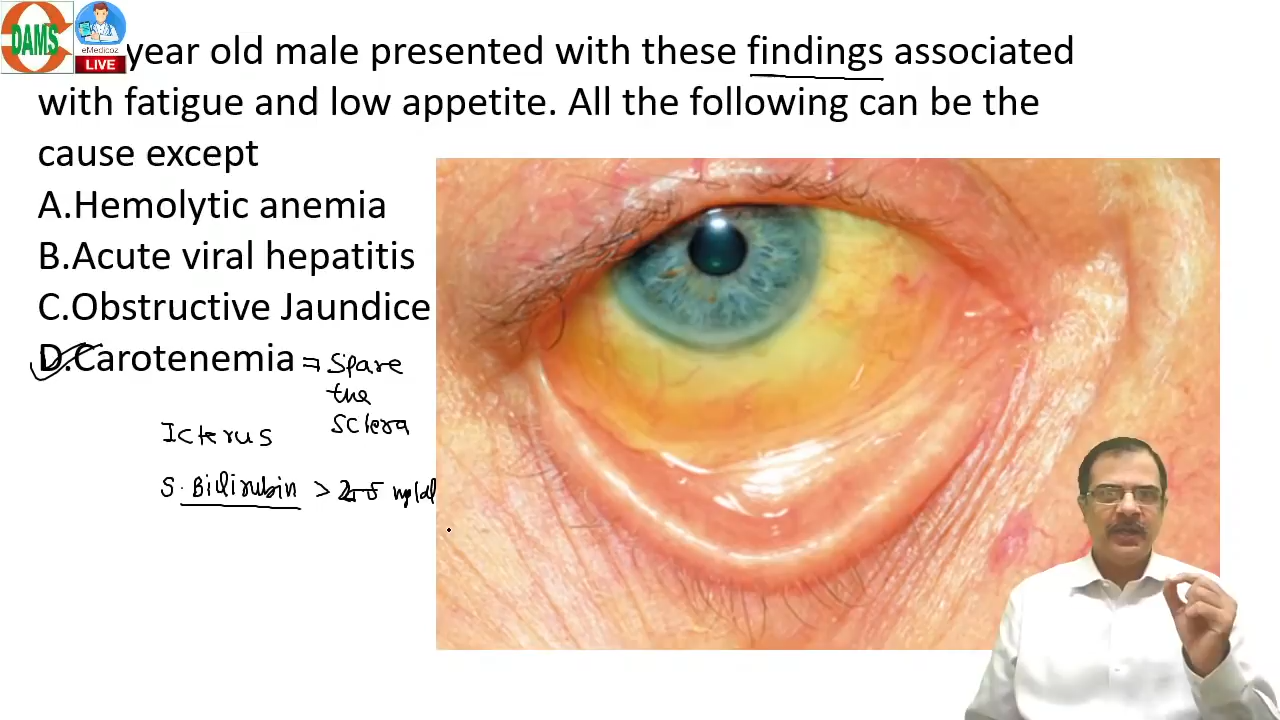 DAMS
eMedicoz
LIVE
year old male presented with these findings associated
with fatigue and low appetite. All the following can be the
cause except
A.Hemolytic anemia
B.Acute viral hepatitis
C.Obstructive Jaundice
D.Carotenemia ⇒ Spare
the
sclera
Icterus
S. Bilirubin >